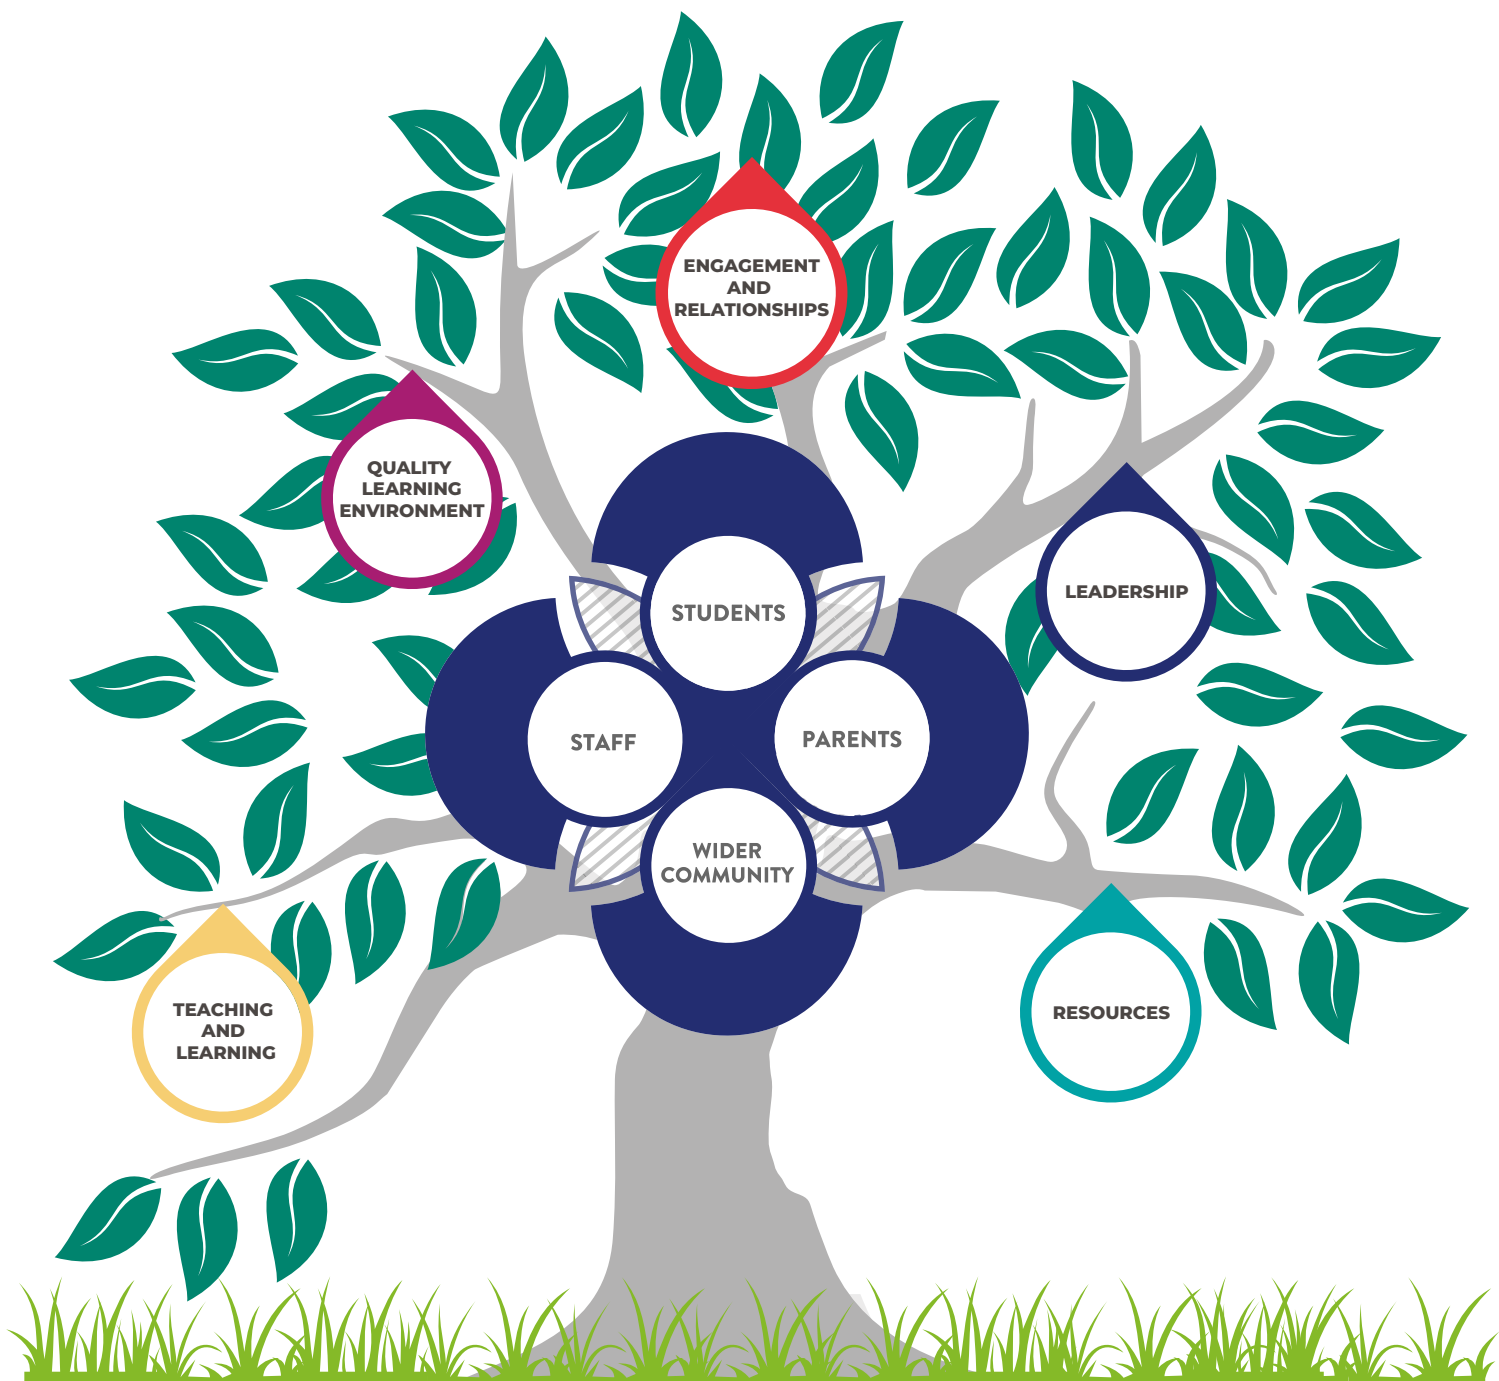 ENGAGEMENT
AND
RELATIONSHIPS
QUALITY
LEARNING
ENVIRONMENT
LEADERSHIP
STUDENTS
STAFF
PARENTS
WIDER
COMMUNITY
TEACHING
AND
LEARNING
RESOURCES